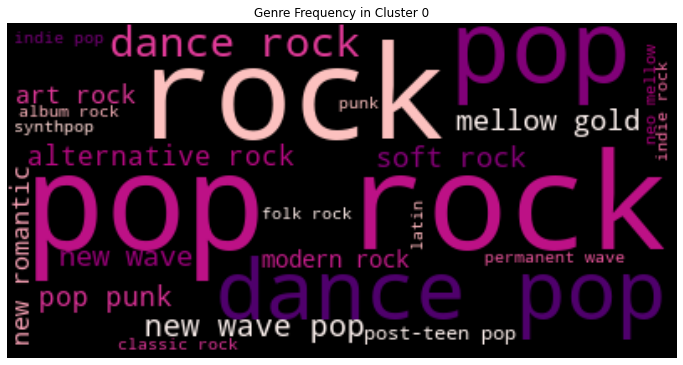 Genre Frequency in Cluster 0
indie pop
dance rock
pop
rock
art rock
punk
neo mellow
indie rock
album rock
mellow gold
synthpop
alternative rock
soft rock
pop rock
new romantic
folk rock
latin
new wave
modern rock
permanent wave
dance pop
pop punk
new wave pop
post-teen pop
classic rock